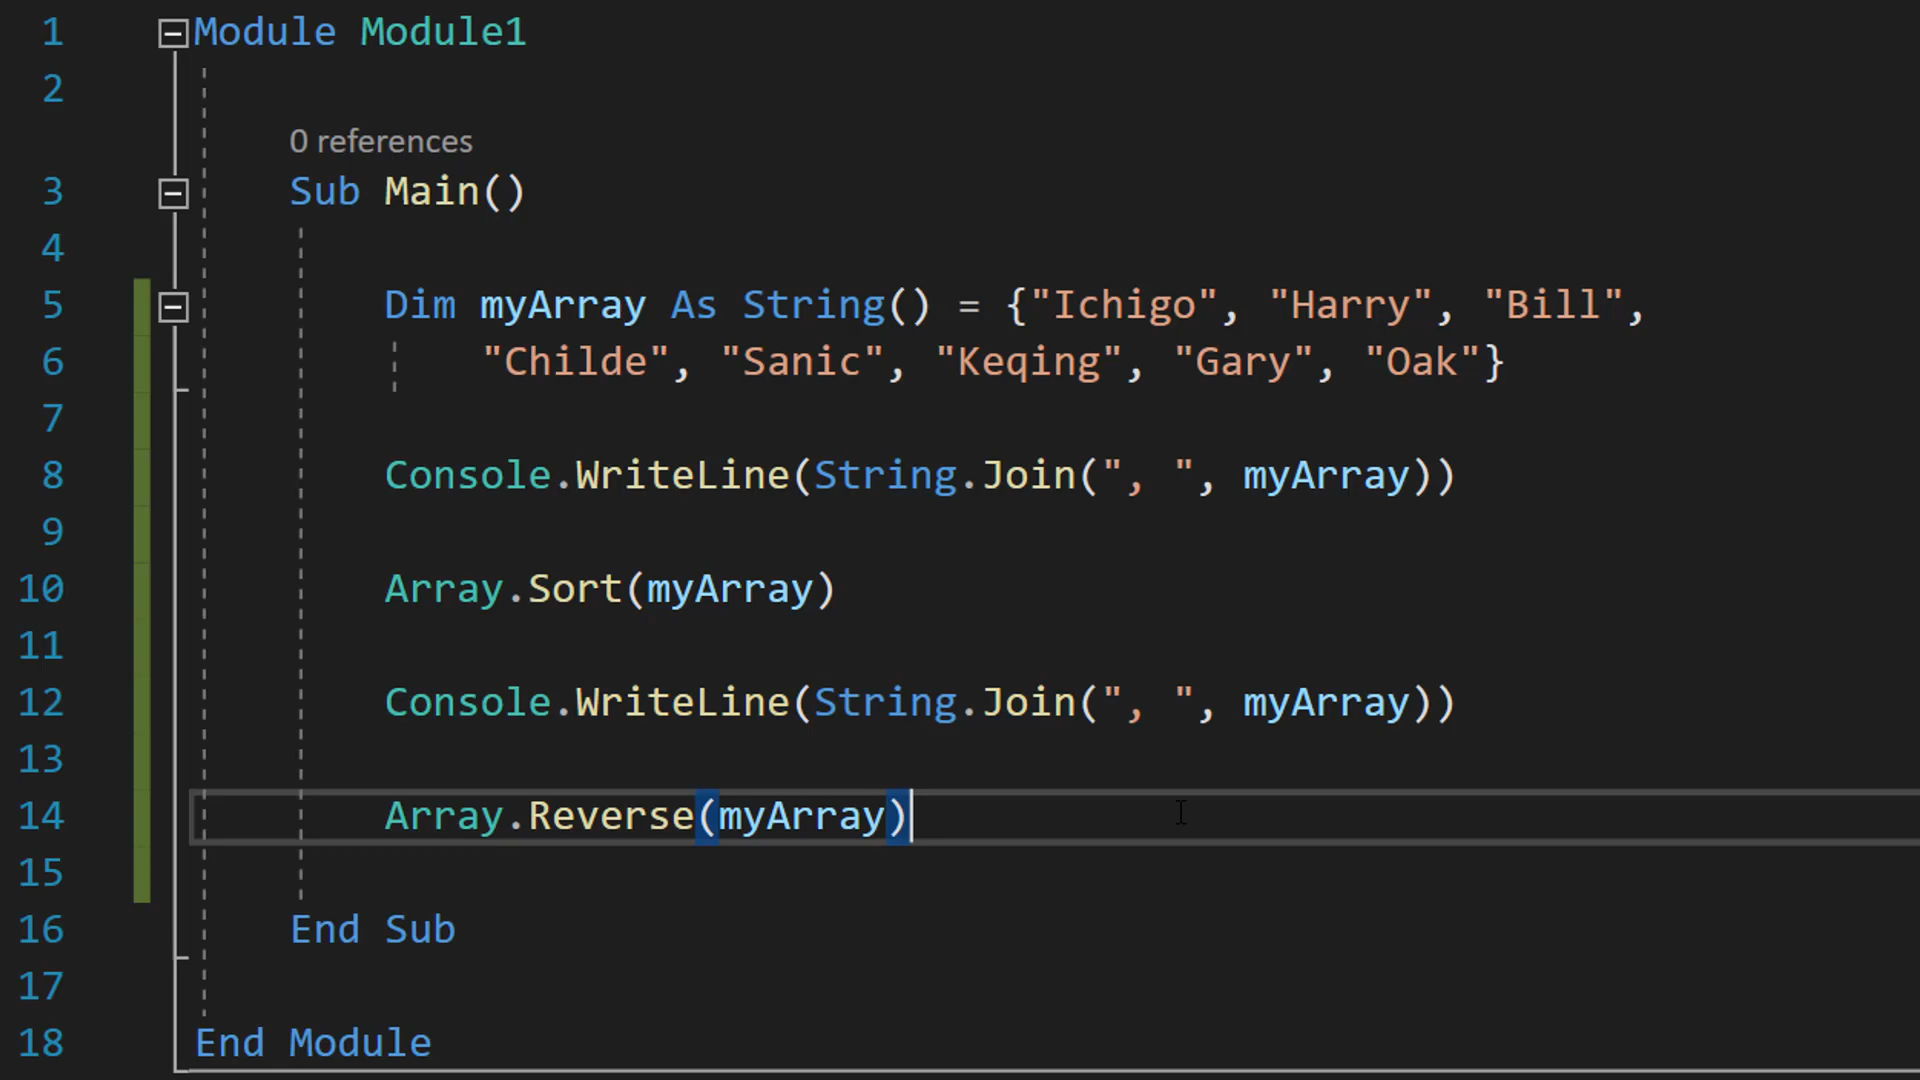 1 Module Module1
2
0 references
3 Sub Main()
4
5 Dim myArray As String() = {"Ichigo", "Harry", "Bill",
6 "Childe", "Sanic", "Keqing", "Gary", "Oak"}
7
8 Console.WriteLine(String.Join(", ", myArray))
9
10 Array.Sort(myArray)
11
12 Console.WriteLine(String.Join(", ", myArray))
13
14 Array.Reverse(myArray)
15
16 End Sub
17
18 End Module